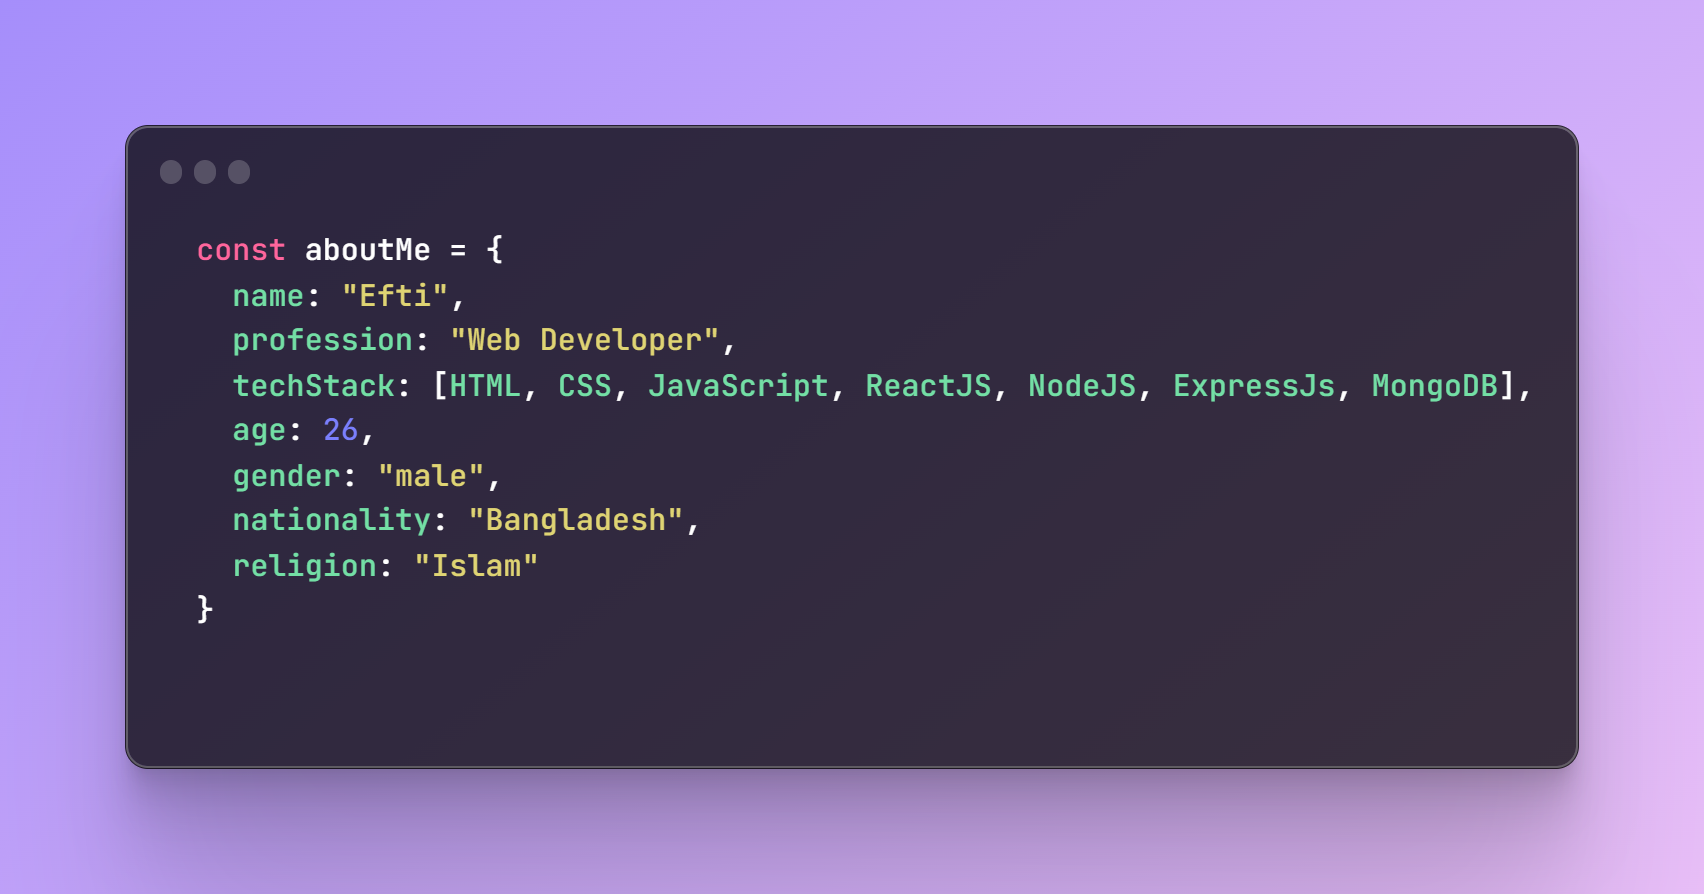 const aboutMe = {
  name: "Efti",
  profession: "Web Developer",
  techStack: [HTML, CSS, JavaScript, ReactJS, NodeJS, ExpressJs, MongoDB],
  age: 26,
  gender: "male",
  nationality: "Bangladesh",
  religion: "Islam"
}